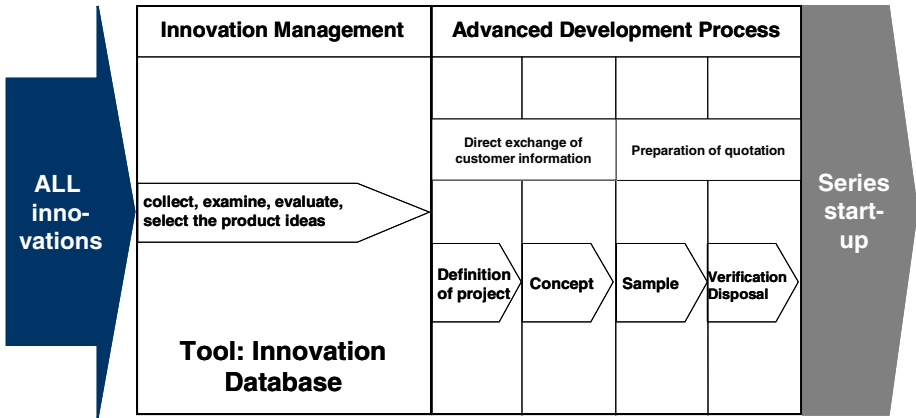 Innovation Management
Advanced Development Process
ALL
inno-
vations
collect, examine, evaluate,
select the product ideas
Tool: Innovation
Database
Direct exchange of
customer information
Preparation of quotation
Definition
of project
Concept
Sample
Verification
Disposal
Series
start-
up